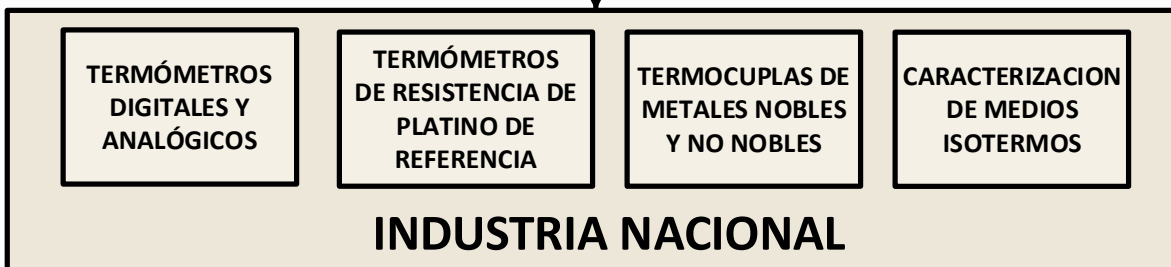 TERMÓMETROS
DIGITALES Y
ANALÓGICOS
TERMÓMETROS
DE RESISTENCIA DE
PLATINO DE
REFERENCIA
TERMOCUPLAS DE
METALES NOBLES
Y NO NOBLES
CARACTERIZACION
DE MEDIOS
ISOTERMOS
INDUSTRIA NACIONAL